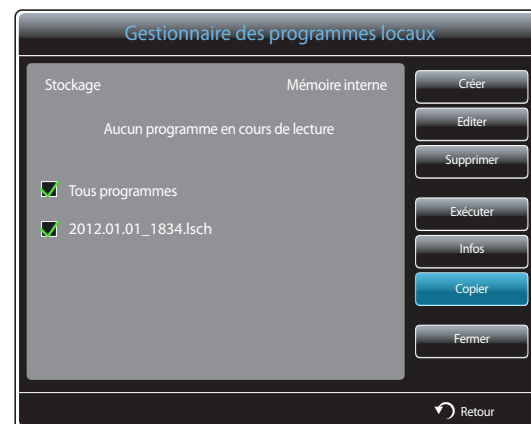 Gestionnaire des programmes locaux
Stockage Mémoire interne
Aucun programme en cours de lecture
Tous programmes
2012.01.01_1834.lsch
Créer
Editer
Supprimer
Exécuter
Infos
Copier
Fermer
Retour